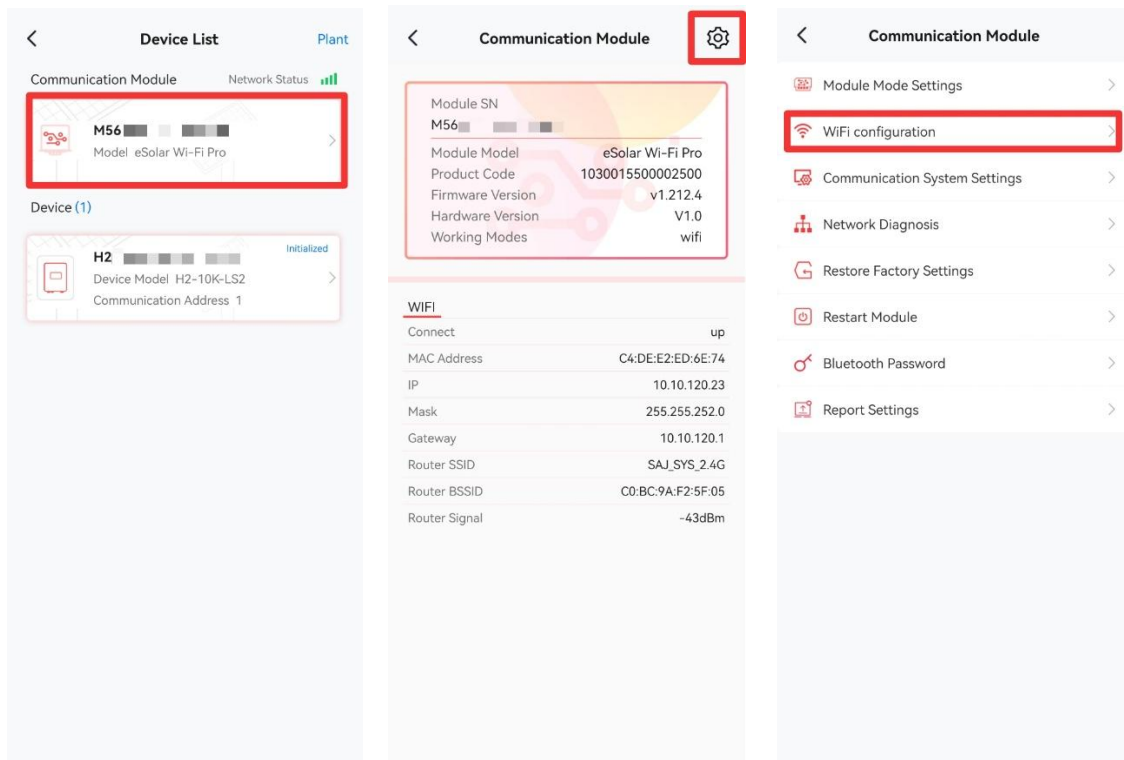 Device List
Plant
Communication Module
Network Status
M56
Model eSolar Wi-Fi Pro
Device (1)
H2
Initialized
Device Model H2-10K-LS2
Communication Address 1
Communication Module
Module SN
M56
Module Model eSolar Wi-Fi Pro
Product Code 1030015500002500
Firmware Version v1.212.4
Hardware Version V1.0
Working Modes wifi
WIFI
Connect up
MAC Address C4:DE:E2:ED:6E:74
IP 10.10.120.23
Mask 255.255.252.0
Gateway 10.10.120.1
Router SSID SAJ_SYS_2.4G
Router BSSID C0:BC:9A:F2:5F:05
Router Signal -43dBm
Communication Module
Module Mode Settings
WiFi configuration
Communication System Settings
Network Diagnosis
Restore Factory Settings
Restart Module
Bluetooth Password
Report Settings